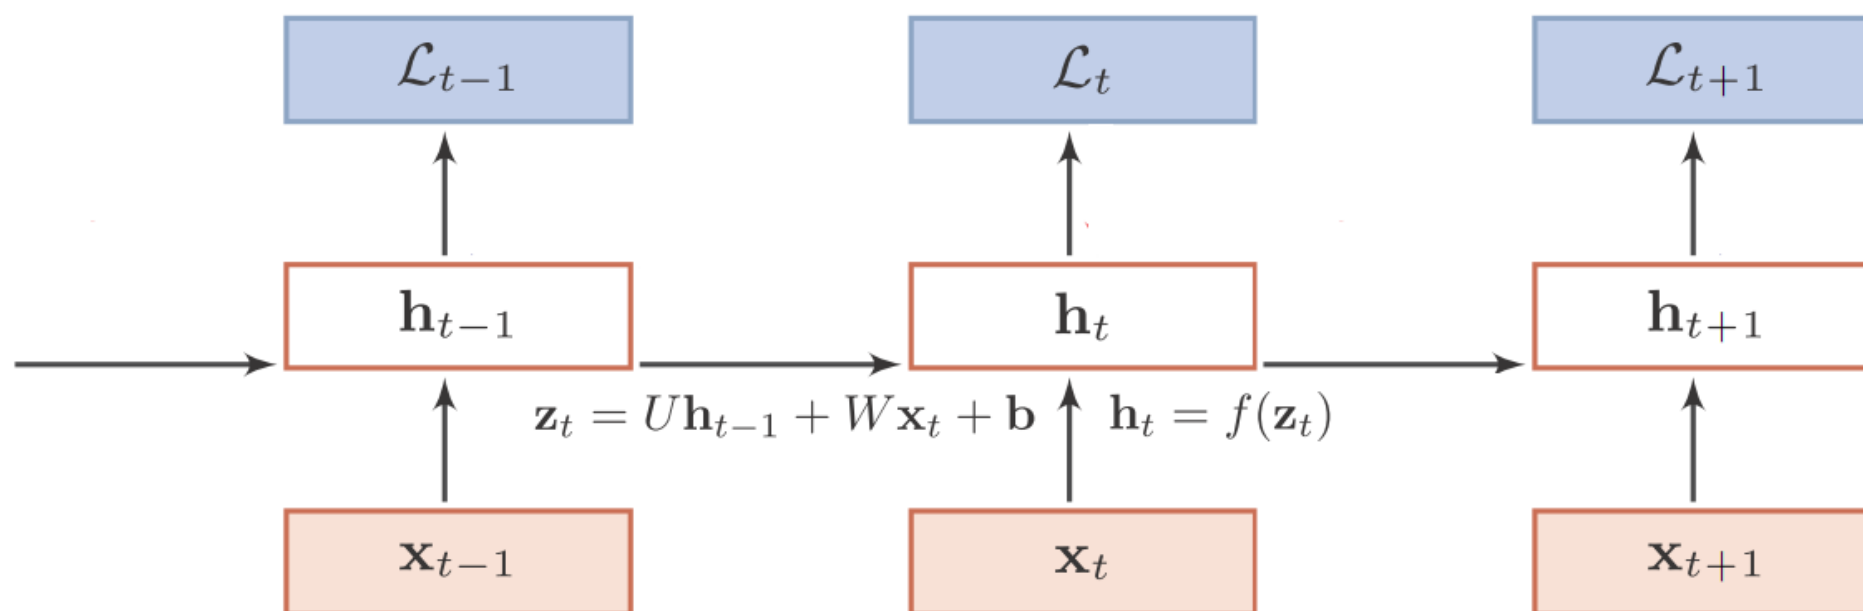 ℒₜ₋₁ ℒₜ ℒₜ₊₁
𝐡ₜ₋₁ 𝐡ₜ 𝐡ₜ₊₁
𝐳ₜ = U𝐡ₜ₋₁ + W𝐱ₜ + 𝐛 𝐡ₜ = f(𝐳ₜ)
𝐱ₜ₋₁ 𝐱ₜ 𝐱ₜ₊₁